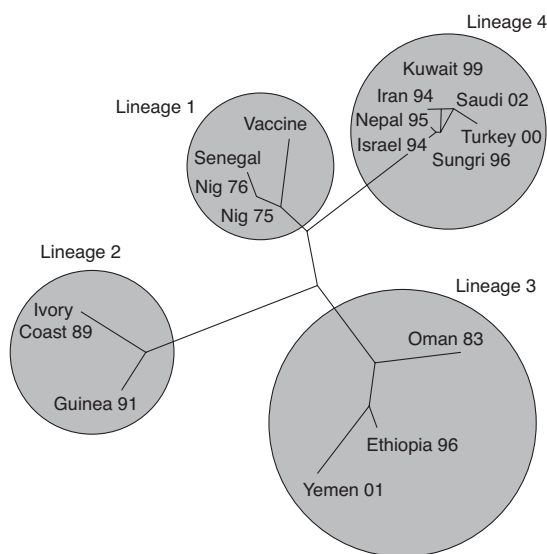 Lineage 4
Kuwait 99
Iran 94
Saudi 02
Nepal 95
Turkey 00
Israel 94
Sungri 96
Lineage 1
Vaccine
Senegal
Nig 76
Nig 75
Lineage 2
Ivory
Coast 89
Guinea 91
Lineage 3
Oman 83
Ethiopia 96
Yemen 01